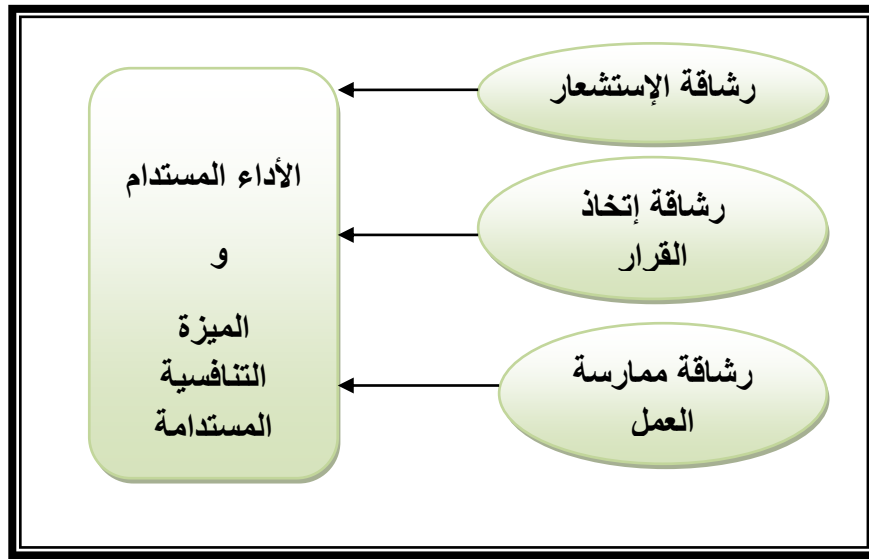 رشاقة الإستشعار
رشاقة إتخاذ
القرار
رشاقة ممارسة
العمل
الأداء المستدام
و
الميزة
التنافسية
المستدامة